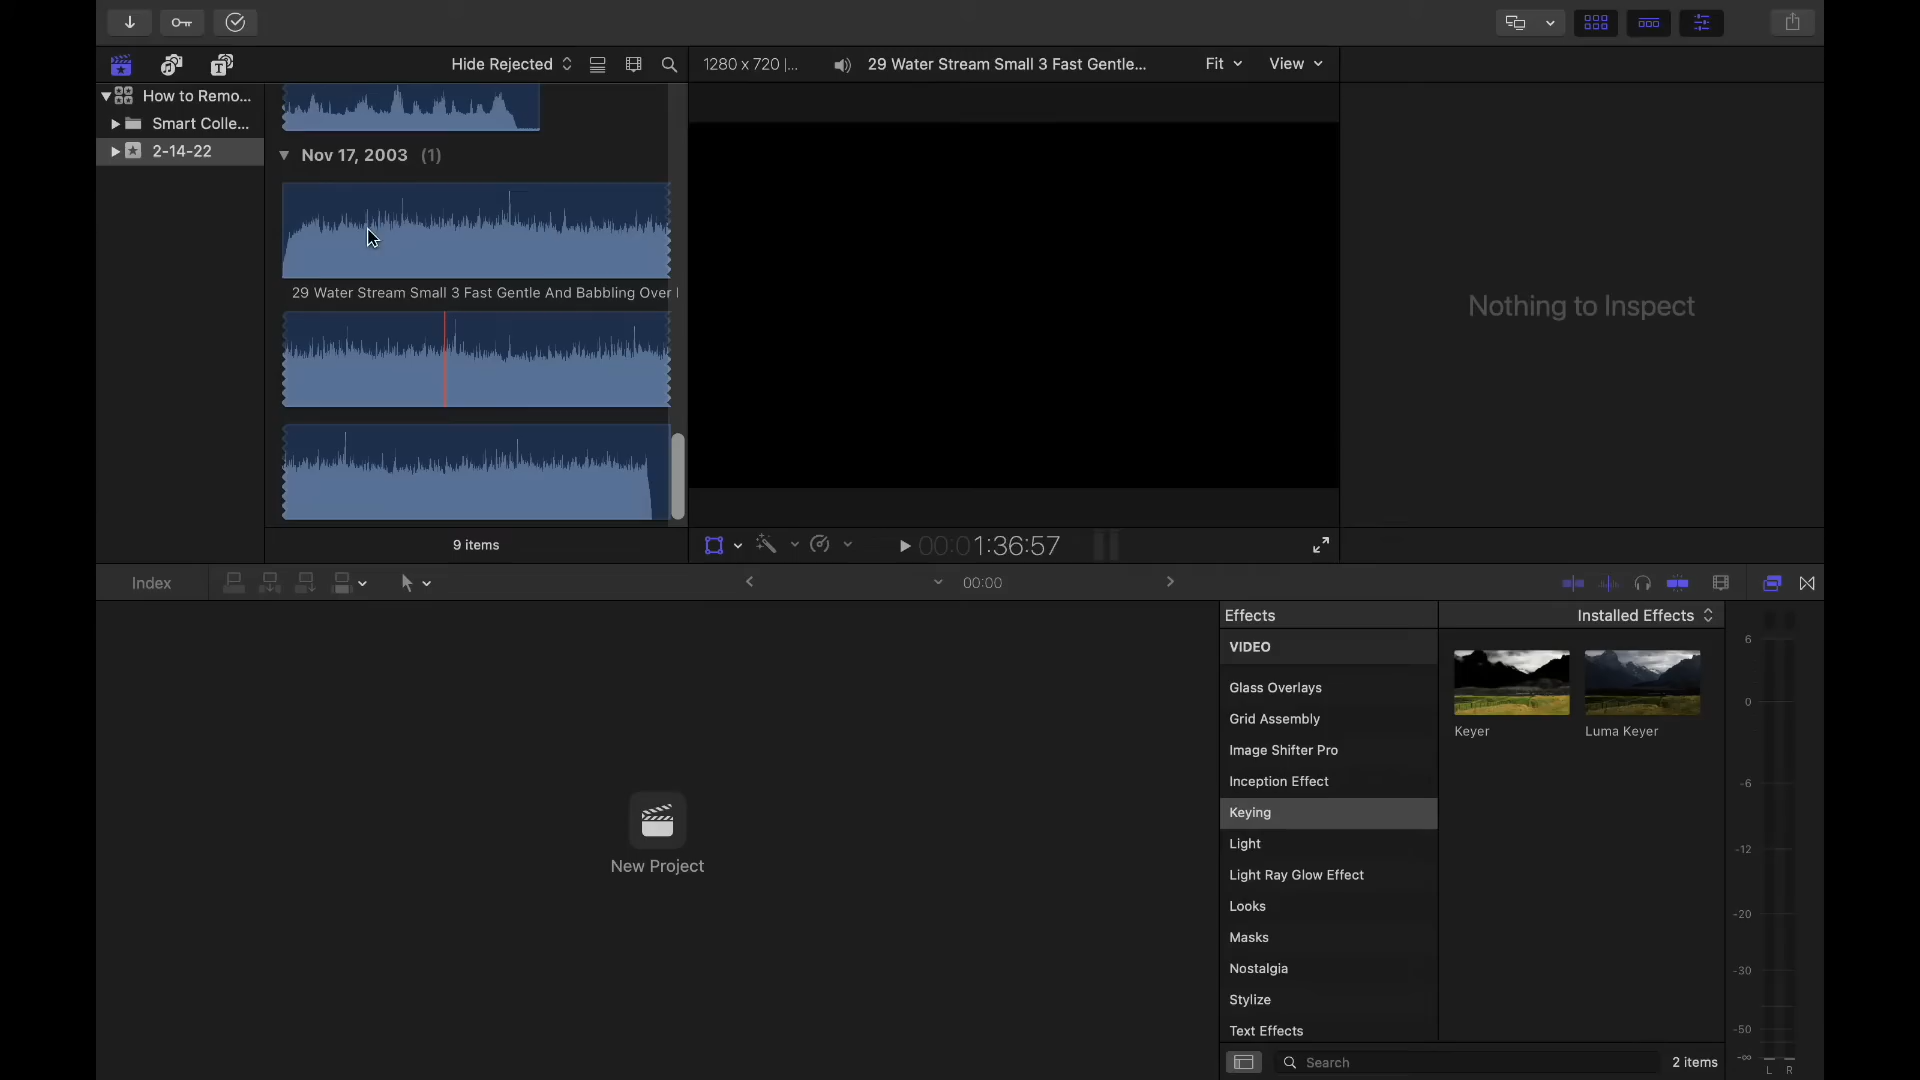 Hide Rejected
1280 x 720 |...
29 Water Stream Small 3 Fast Gentle...
Fit
View
How to Remo...
Smart Colle...
2-14-22
Nov 17, 2003 (1)
29 Water Stream Small 3 Fast Gentle And Babbling Over
9 items
Nothing to Inspect
00:01:36:57
Index
00:00
New Project
Effects
Installed Effects
VIDEO
Glass Overlays
Grid Assembly
Image Shifter Pro
Inception Effect
Keying
Light
Light Ray Glow Effect
Looks
Masks
Nostalgia
Stylize
Text Effects
Keyer
Luma Keyer
Search
2 items
6
0
-6
-12
-20
-30
-50
-∞
L R